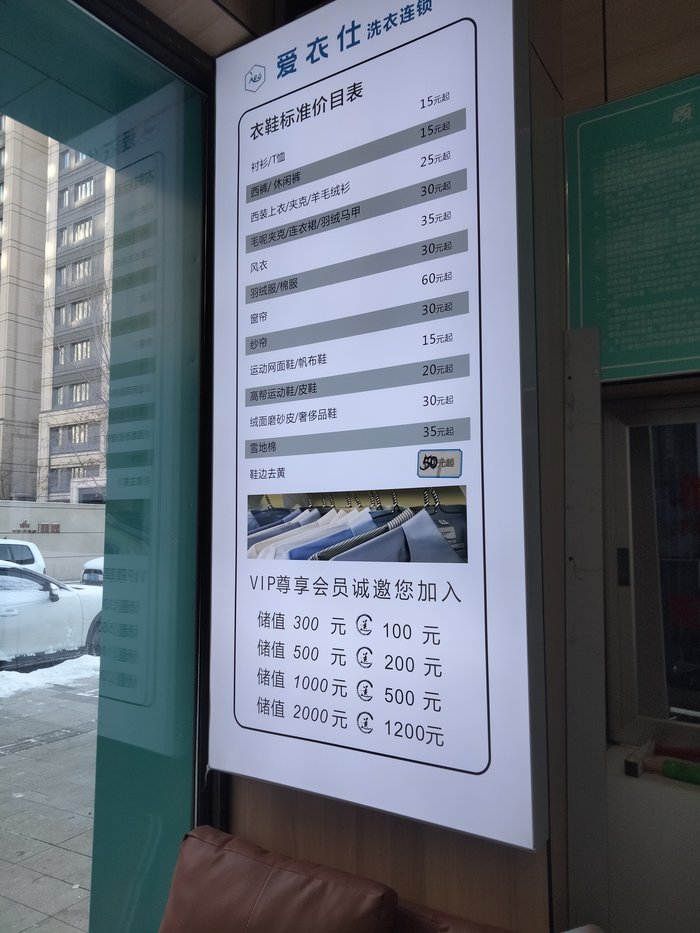 爱衣仕 洗衣连锁
衣鞋标准价目表
衬衫/T恤 15元起
西裤/ 休闲裤 15元起
西装上衣/夹克/羊毛绒衫 25元起
毛呢夹克/连衣裙/羽绒马甲 30元起
风衣 35元起
羽绒服/棉服 30元起
窗帘 60元起
纱帘 30元起
运动网面鞋/帆布鞋 15元起
高帮运动鞋/皮鞋 20元起
绒面磨砂皮/奢侈品鞋 30元起
雪地棉 35元起
鞋边去黄 50元起
VIP尊享会员诚邀您加入
储值 300 元 送 100 元
储值 500 元 送 200 元
储值 1000元 送 500 元
储值 2000元 送 1200元